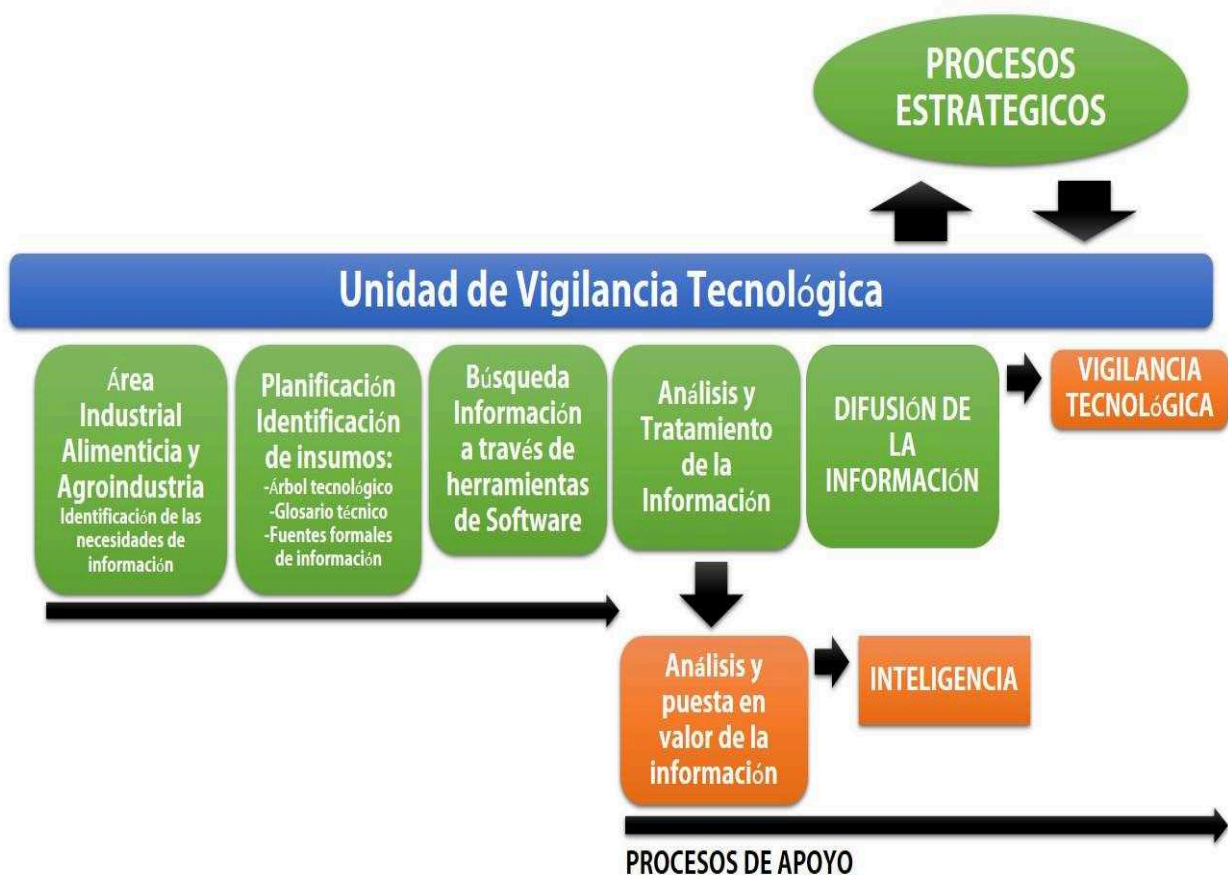 PROCESOS
ESTRATEGICOS
Unidad de Vigilancia Tecnológica
Área
Industrial
Alimenticia y
Agroindustria
Identificación de las
necesidades de
información
Planificación
Identificación
de insumos:
-Árbol tecnológico
-Glosario técnico
-Fuentes formales
de información
Búsqueda
Información
a través de
herramientas
de Software
Análisis y
Tratamiento
de la
Información
DIFUSIÓN DE
LA
INFORMACIÓN
VIGILANCIA
TECNOLóGICA
Análisis y
puesta en
valor de la
información
INTELIGENCIA
PROCESOS DE APOYO